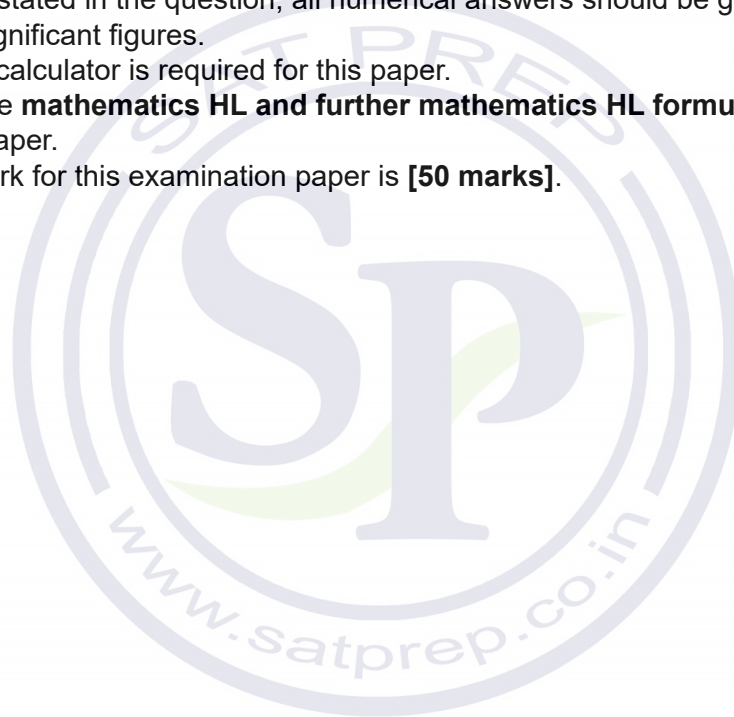 stated in the question, all numerical answers should be g
gnificant figures.
calculator is required for this paper.
e mathematics HL and further mathematics HL formu
aper.
rk for this examination paper is [50 marks].
SAT PREP
SP
www.satprep.co.in